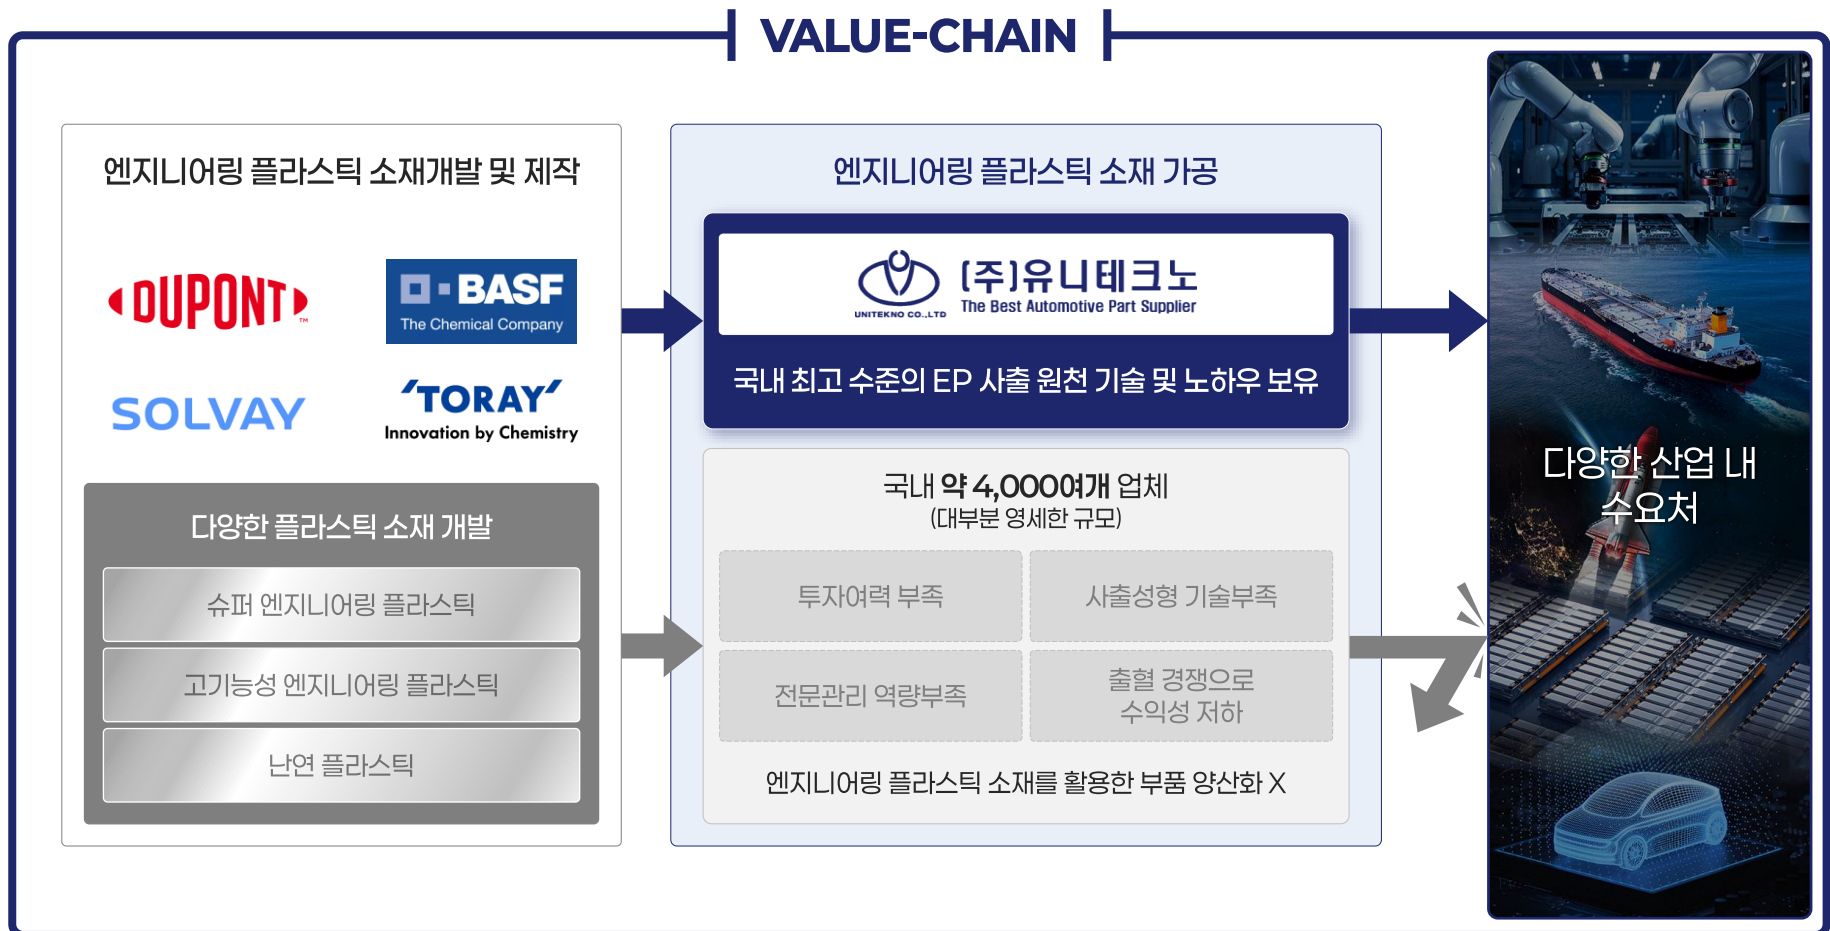 VALUE-CHAIN
엔지니어링 플라스틱 소재개발 및 제작
DUPONT
TM
BASF
The Chemical Company
SOLVAY
'TORAY'
Innovation by Chemistry
다양한 플라스틱 소재 개발
슈퍼 엔지니어링 플라스틱
고기능성 엔지니어링 플라스틱
난연 플라스틱
엔지니어링 플라스틱 소재 가공
UNITEKNO CO.,LTD
(주)유니테크노
The Best Automotive Part Supplier
국내 최고 수준의 EP 사출 원천 기술 및 노하우 보유
국내 약 4,000여개 업체
(대부분 영세한 규모)
투자여력 부족
사출성형 기술부족
전문관리 역량부족
출혈 경쟁으로
수익성 저하
엔지니어링 플라스틱 소재를 활용한 부품 양산화 X
다양한 산업 내
수요처